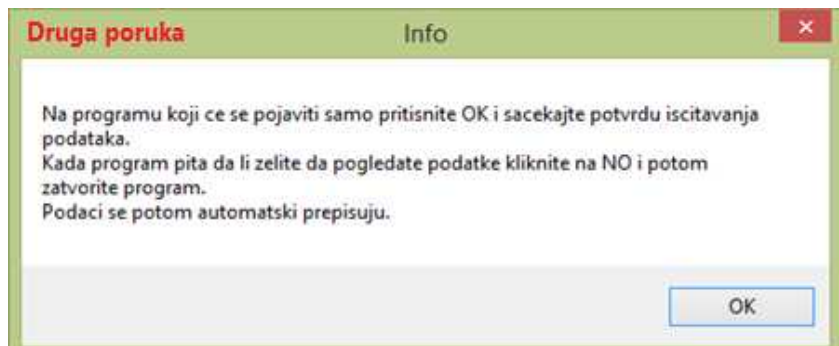 Druga poruka
Info
Na programu koji ce se pojaviti samo pritisnite OK i sacekajte potvrdu iscitavanja
podataka.
Kada program pita da li zelite da pogledate podatke kliknite na NO i potom
zatvorite program.
Podaci se potom automatski prepisuju.
OK